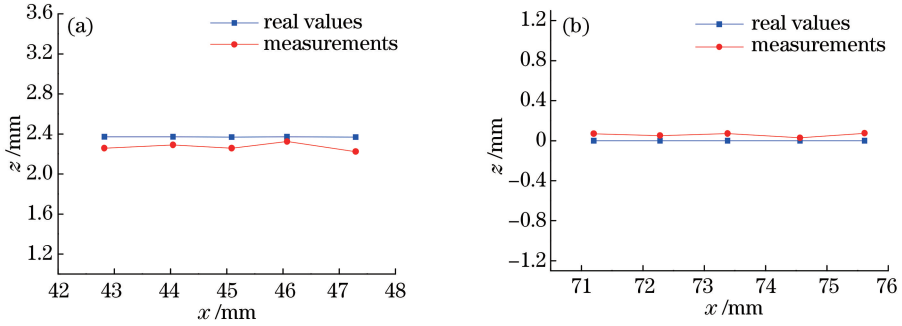 (a)
real values
measurements
3.6
3.2
2.8
2.4
2.0
1.6
1.2
z /mm
42 43 44 45 46 47 48
x /mm
(b)
real values
measurements
1.2
0.8
0.4
0
−0.4
−0.8
−1.2
z /mm
71 72 73 74 75 76
x /mm